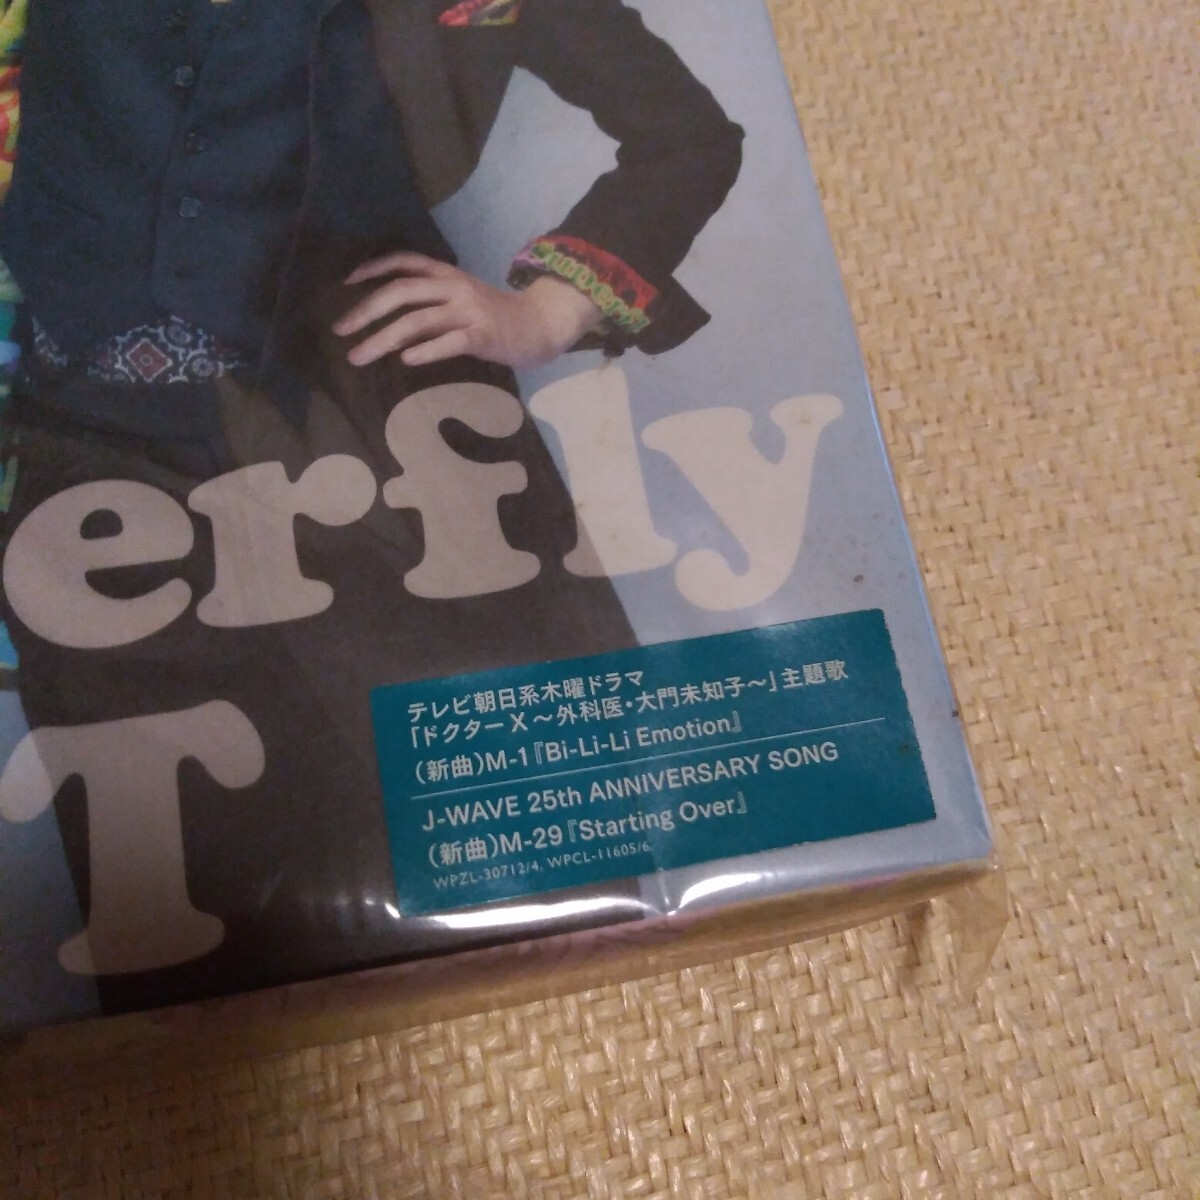 erfly
T
テレビ朝日系木曜ドラマ
「ドクターX～外科医・大門未知子～」主題歌
（新曲）M-1『Bi-Li-Li Emotion』
J-WAVE 25th ANNIVERSARY SONG
（新曲）M-29『Starting Over』
WPZL-30712/4, WPCL-11605/6